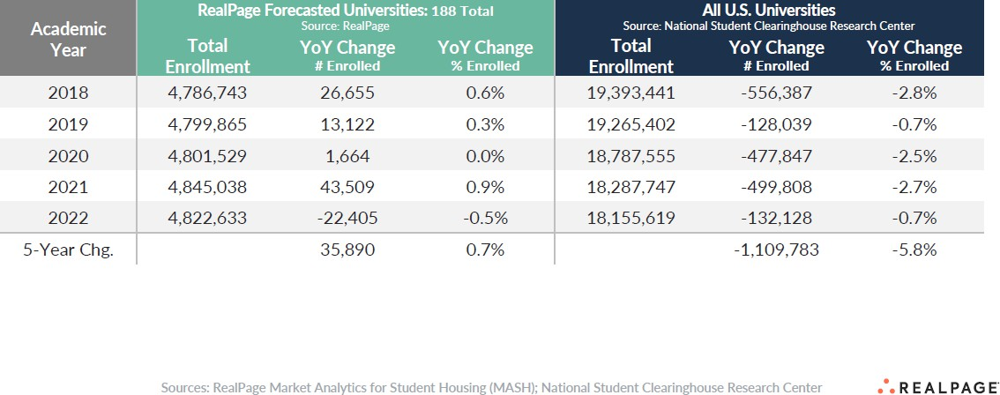 Academic Year
RealPage Forecasted Universities: 188 Total
Source: RealPage
Total Enrollment
YoY Change # Enrolled
YoY Change % Enrolled
All U.S. Universities
Source: National Student Clearinghouse Research Center
Total Enrollment
YoY Change # Enrolled
YoY Change % Enrolled
2018 4,786,743 26,655 0.6% 19,393,441 -556,387 -2.8%
2019 4,799,865 13,122 0.3% 19,265,402 -128,039 -0.7%
2020 4,801,529 1,664 0.0% 18,787,555 -477,847 -2.5%
2021 4,845,038 43,509 0.9% 18,287,747 -499,808 -2.7%
2022 4,822,633 -22,405 -0.5% 18,155,619 -132,128 -0.7%
5-Year Chg. 35,890 0.7% -1,109,783 -5.8%
Sources: RealPage Market Analytics for Student Housing (MASH); National Student Clearinghouse Research Center
REALPAGE